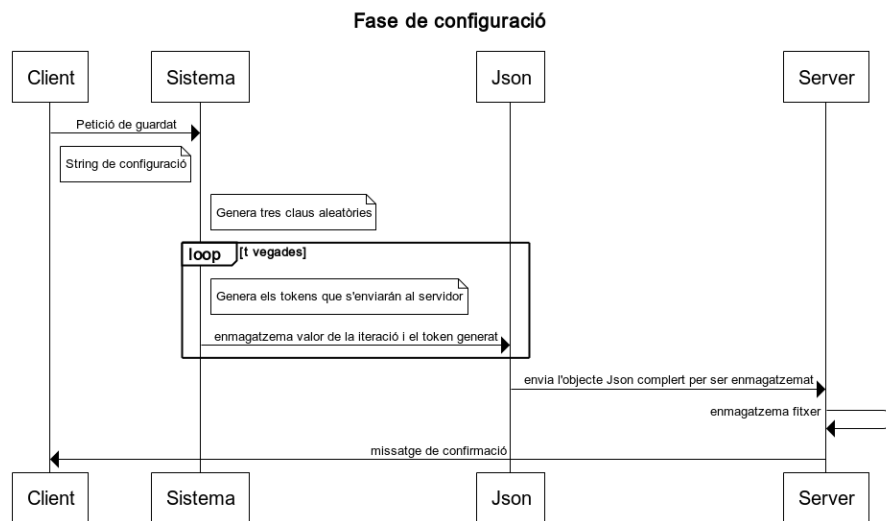 Fase de configuració
Client
Sistema
Json
Server
Petició de guardat
String de configuració
Genera tres claus aleatòries
loop
[t vegades]
Genera els tokens que s'enviarán al servidor
enmagatzema valor de la iteració i el token generat
envia l'objecte Json complert per ser enmagatzemat
enmagatzema fitxer
missatge de confirmació
Client
Sistema
Json
Server